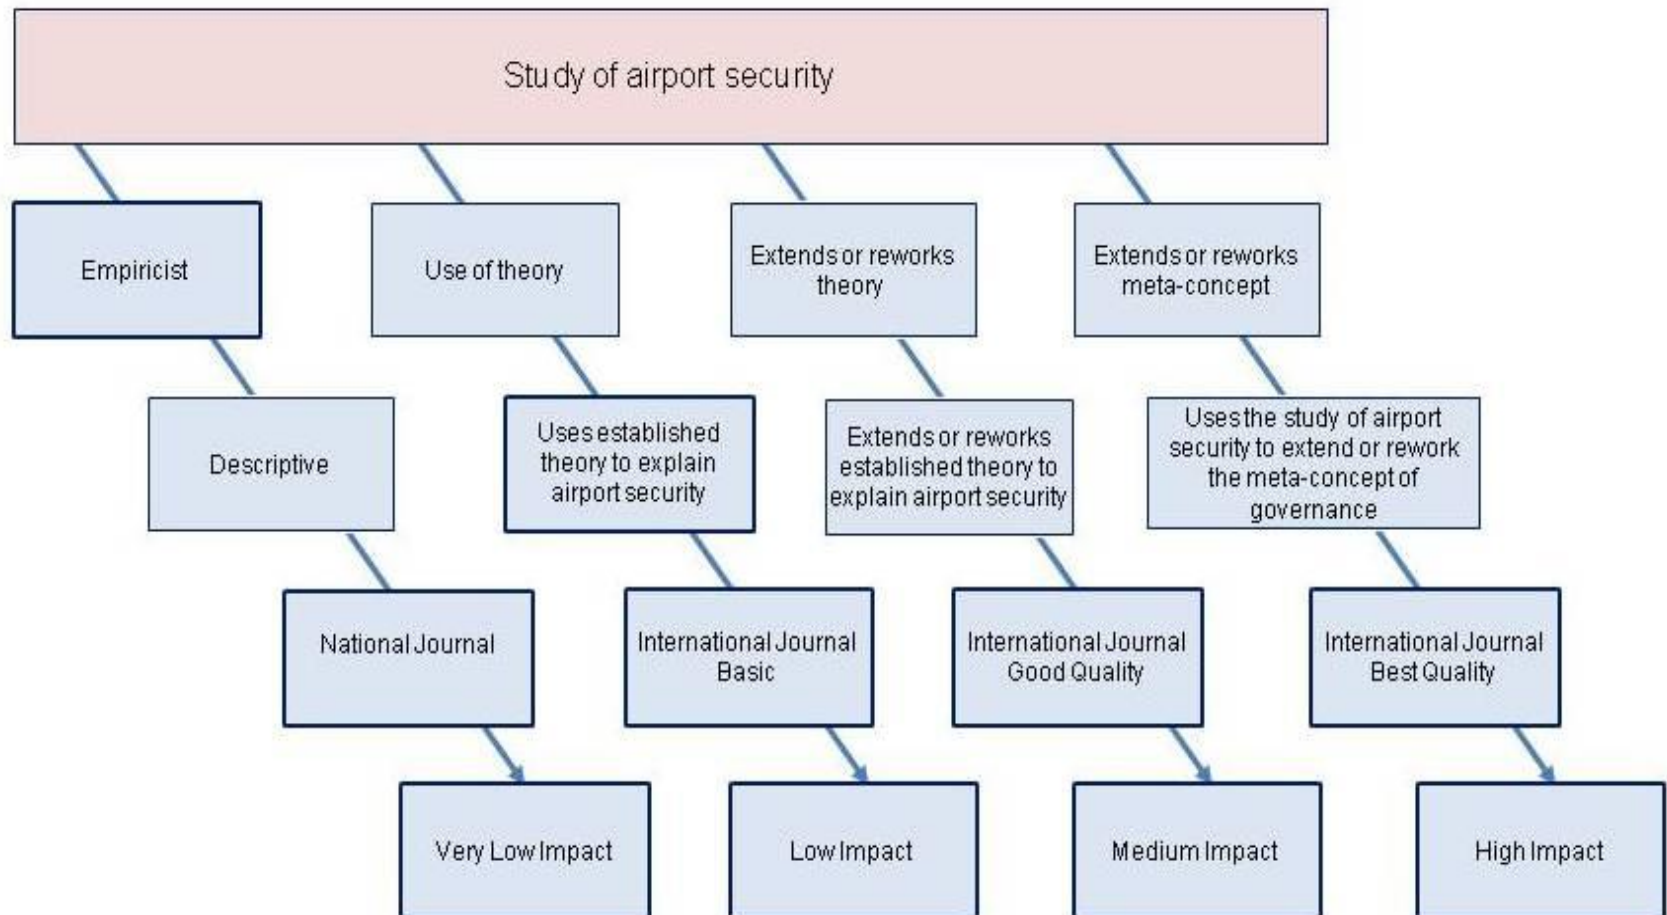 Study of airport security
Empiricist
Use of theory
Extends or reworks
theory
Extends or reworks
meta-concept
Descriptive
Uses established
theory to explain
airport security
Extends or reworks
established theory to
explain airport security
Uses the study of airport
security to extend or rework
the meta-concept of
governance
National Journal
International Journal
Basic
International Journal
Good Quality
International Journal
Best Quality
Very Low Impact
Low Impact
Medium Impact
High Impact